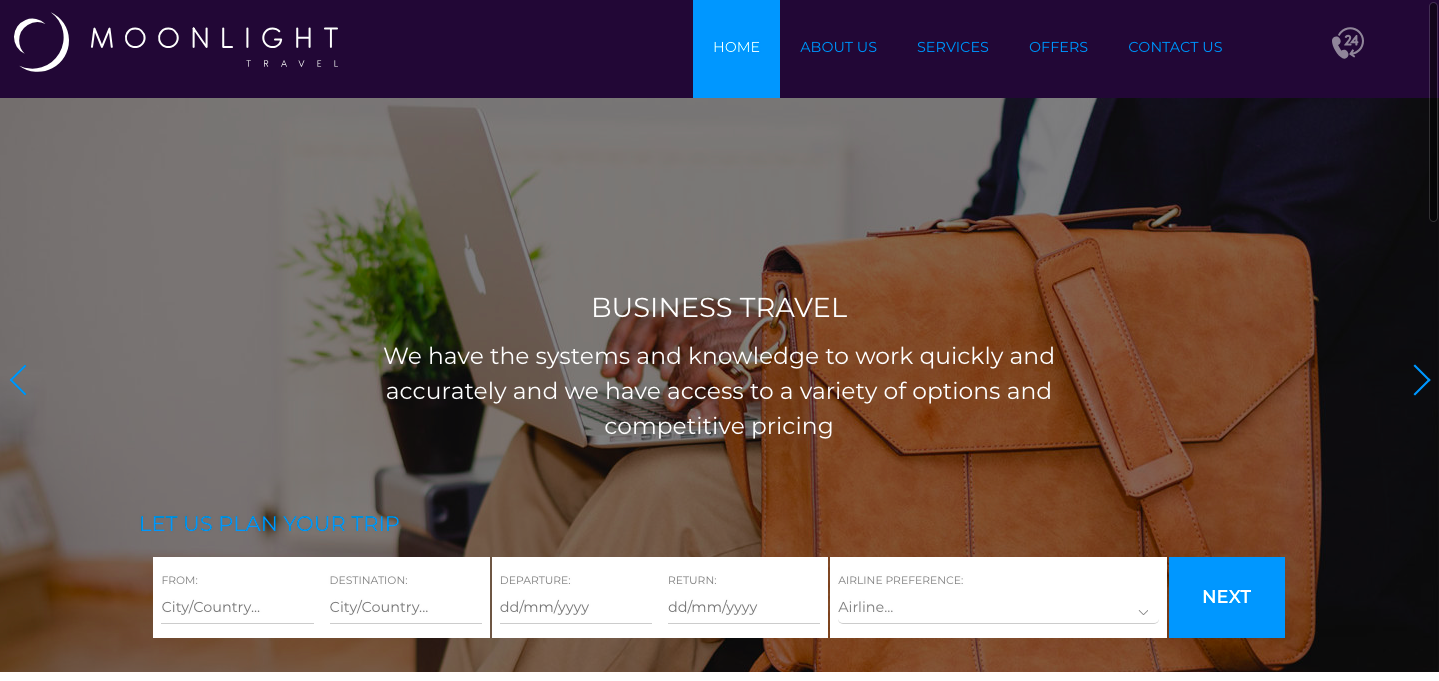 MOONLIGHT
TRAVEL
HOME ABOUT US SERVICES OFFERS CONTACT US
24
BUSINESS TRAVEL
We have the systems and knowledge to work quickly and
accurately and we have access to a variety of options and
competitive pricing
LET US PLAN YOUR TRIP
FROM: DESTINATION: DEPARTURE: RETURN: AIRLINE PREFERENCE:
City/Country... City/Country... dd/mm/yyyy dd/mm/yyyy Airline...
NEXT